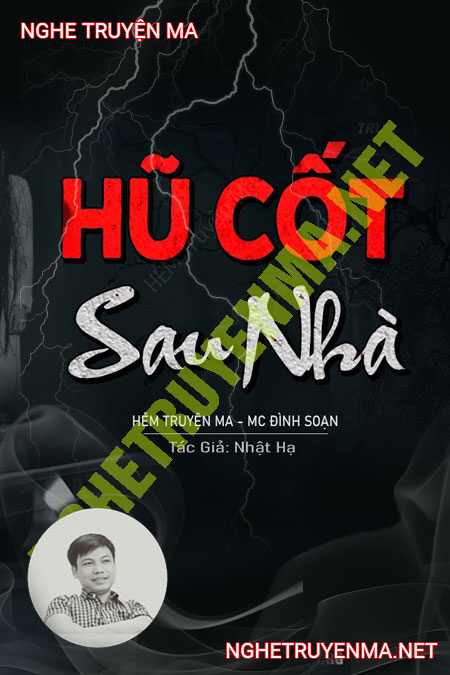 NGHE TRUYỆN MA
HŨ CỐT
Sau Nhà
HẺM TRUYỆN MA - MC ĐÌNH SOẠN
Tác Giả: Nhật Hạ
NGHETRUYENMA.NET
NGHETRUYENMA.NET